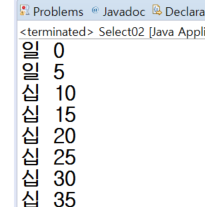 Problems Javadoc Declara
<terminated> Select02 [Java Appli
일 0
일 5
십 10
십 15
십 20
십 25
십 30
십 35